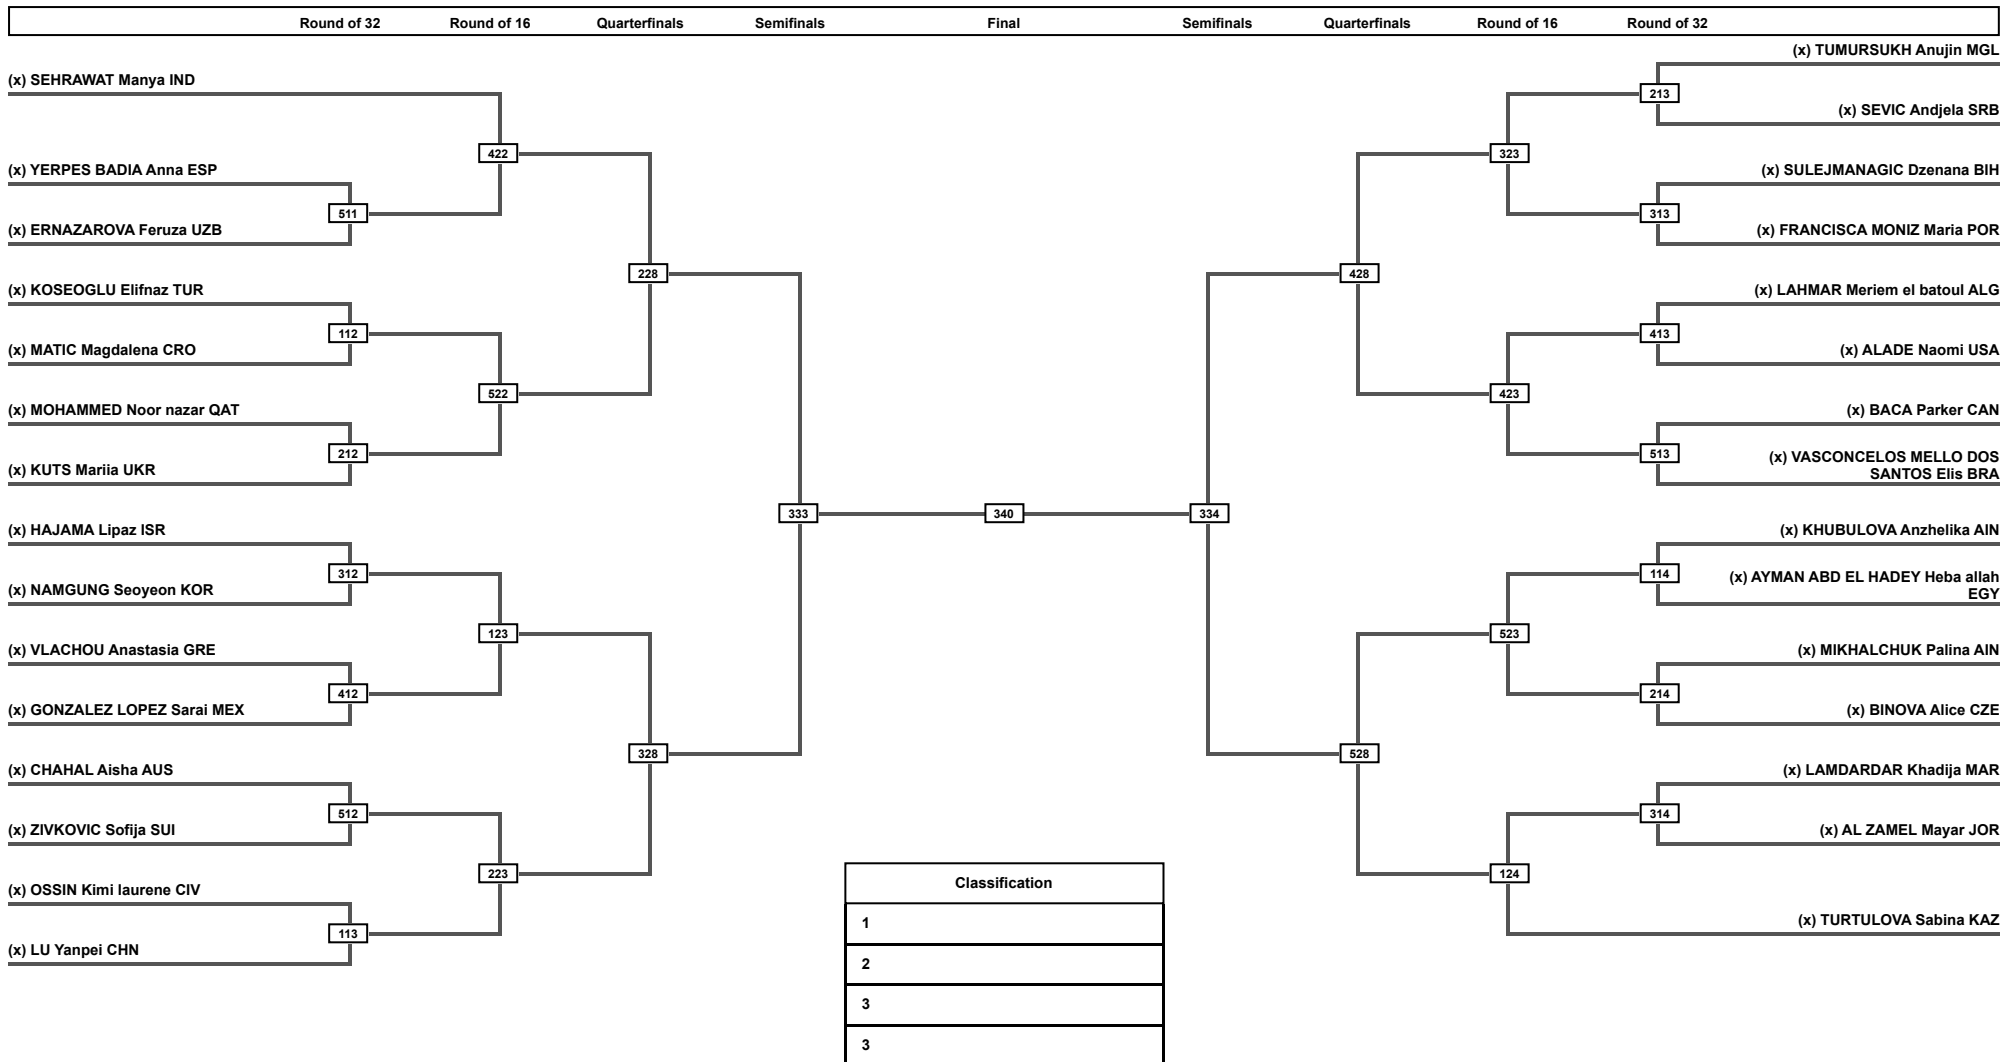 Round of 32 Round of 16 Quarterfinals Semifinals Final Semifinals Quarterfinals Round of 16 Round of 32
(x) SEHRAWAT Manya IND
(x) YERPES BADIA Anna ESP
(x) ERNAZAROVA Feruza UZB
(x) KOSEOGLU Elifnaz TUR
(x) MATIC Magdalena CRO
(x) MOHAMMED Noor nazar QAT
(x) KUTS Mariia UKR
(x) HAJAMA Lipaz ISR
(x) NAMGUNG Seoyeon KOR
(x) VLACHOU Anastasia GRE
(x) GONZALEZ LOPEZ Sarai MEX
(x) CHAHAL Aisha AUS
(x) ZIVKOVIC Sofija SUI
(x) OSSIN Kimi laurene CIV
(x) LU Yanpei CHN
511
112
212
312
412
512
113
422
522
123
223
228
328
333
340
334
428
528
323
423
523
124
213
313
413
513
114
214
314
(x) TUMURSUKH Anujin MGL
(x) SEVIC Andjela SRB
(x) SULEJMANAGIC Dzenana BIH
(x) FRANCISCA MONIZ Maria POR
(x) LAHMAR Meriem el batoul ALG
(x) ALADE Naomi USA
(x) BACA Parker CAN
(x) VASCONCELOS MELLO DOS
SANTOS Elis BRA
(x) KHUBULOVA Anzhelika AIN
(x) AYMAN ABD EL HADEY Heba allah
EGY
(x) MIKHALCHUK Palina AIN
(x) BINOVA Alice CZE
(x) LAMDARDAR Khadija MAR
(x) AL ZAMEL Mayar JOR
(x) TURTULOVA Sabina KAZ
Classification
1
2
3
3